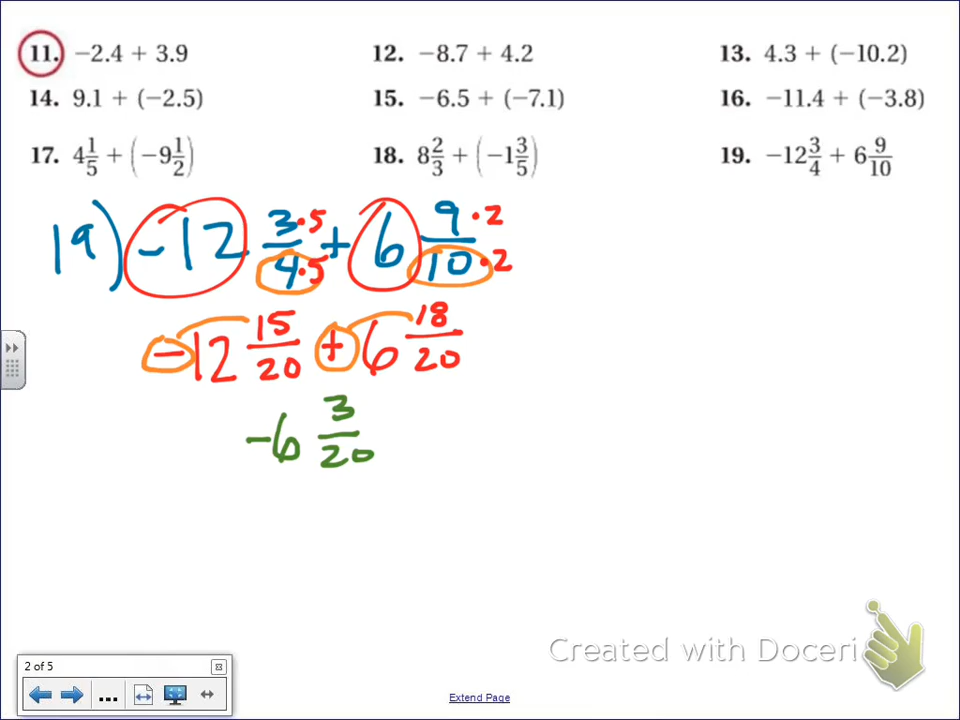 11. −2.4 + 3.9 12. −8.7 + 4.2 13. 4.3 + (−10.2)
14. 9.1 + (−2.5) 15. −6.5 + (−7.1) 16. −11.4 + (−3.8)
17. 4 1/5 + (−9 1/2) 18. 8 2/3 + (−1 3/5) 19. −12 3/4 + 6 9/10
19) −12 3·5/4·5 + 6 9·2/10·2
−12 15/20 + 6 18/20
−6 3/20
Created with Doceri
2 of 5
...
Extend Page